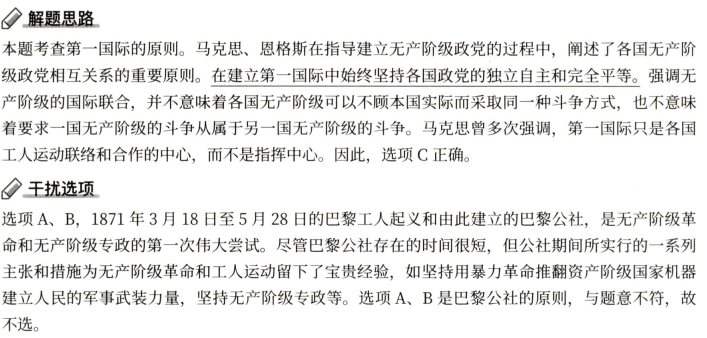 解题思路
本题考查第一国际的原则。马克思、恩格斯在指导建立无产阶级政党的过程中，阐述了各国无产阶
级政党相互关系的重要原则。在建立第一国际中始终坚持各国政党的独立自主和完全平等。强调无
产阶级的国际联合，并不意味着各国无产阶级可以不顾本国实际而采取同一种斗争方式，也不意味
着要求一国无产阶级的斗争从属于另一国无产阶级的斗争。马克思曾多次强调，第一国际只是各国
工人运动联络和合作的中心，而不是指挥中心。因此，选项 C 正确。
干扰选项
选项 A、B，1871 年 3 月 18 日至 5 月 28 日的巴黎工人起义和由此建立的巴黎公社，是无产阶级革
命和无产阶级专政的第一次伟大尝试。尽管巴黎公社存在的时间很短，但公社期间所实行的一系列
主张和措施为无产阶级革命和工人运动留下了宝贵经验，如坚持用暴力革命推翻资产阶级国家机器
建立人民的军事武装力量，坚持无产阶级专政等。选项 A、B 是巴黎公社的原则，与题意不符，故
不选。